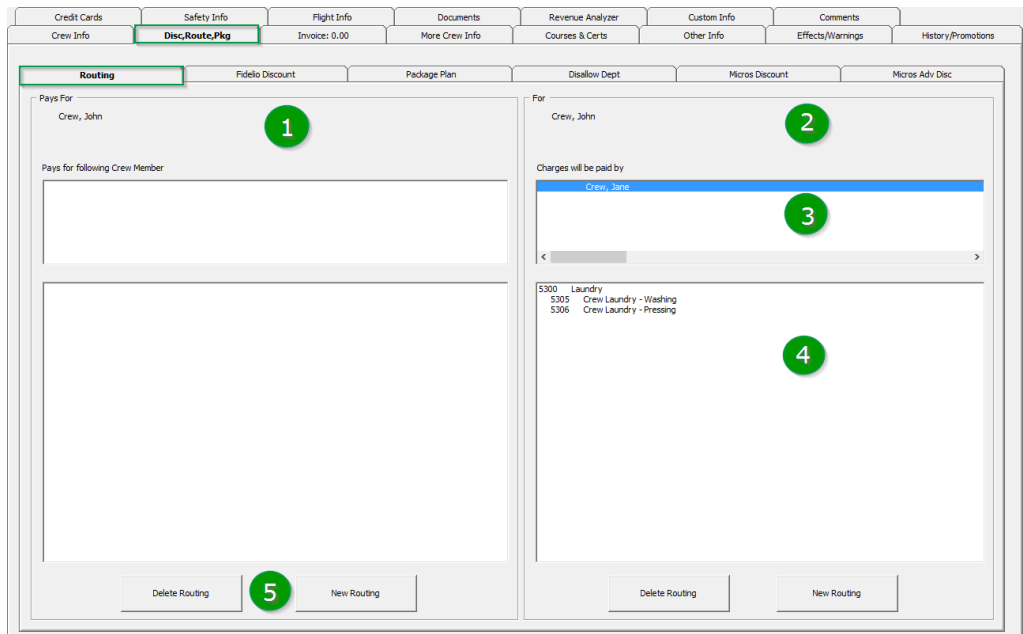 Credit Cards Safety Info Flight Info Documents Revenue Analyzer Custom Info Comments
Crew Info Disc,Route,Pkg Invoice: 0.00 More Crew Info Courses & Certs Other Info Effects/Warnings History/Promotions
Routing Fidelio Discount Package Plan Disallow Dept Micros Discount Micros Adv Disc
Pays For
Crew, John
1
Pays for following Crew Member
For
Crew, John
2
Charges will be paid by
Crew, Jane
3
5300 Laundry
5305 Crew Laundry - Washing
5306 Crew Laundry - Pressing
4
Delete Routing 5 New Routing
Delete Routing New Routing